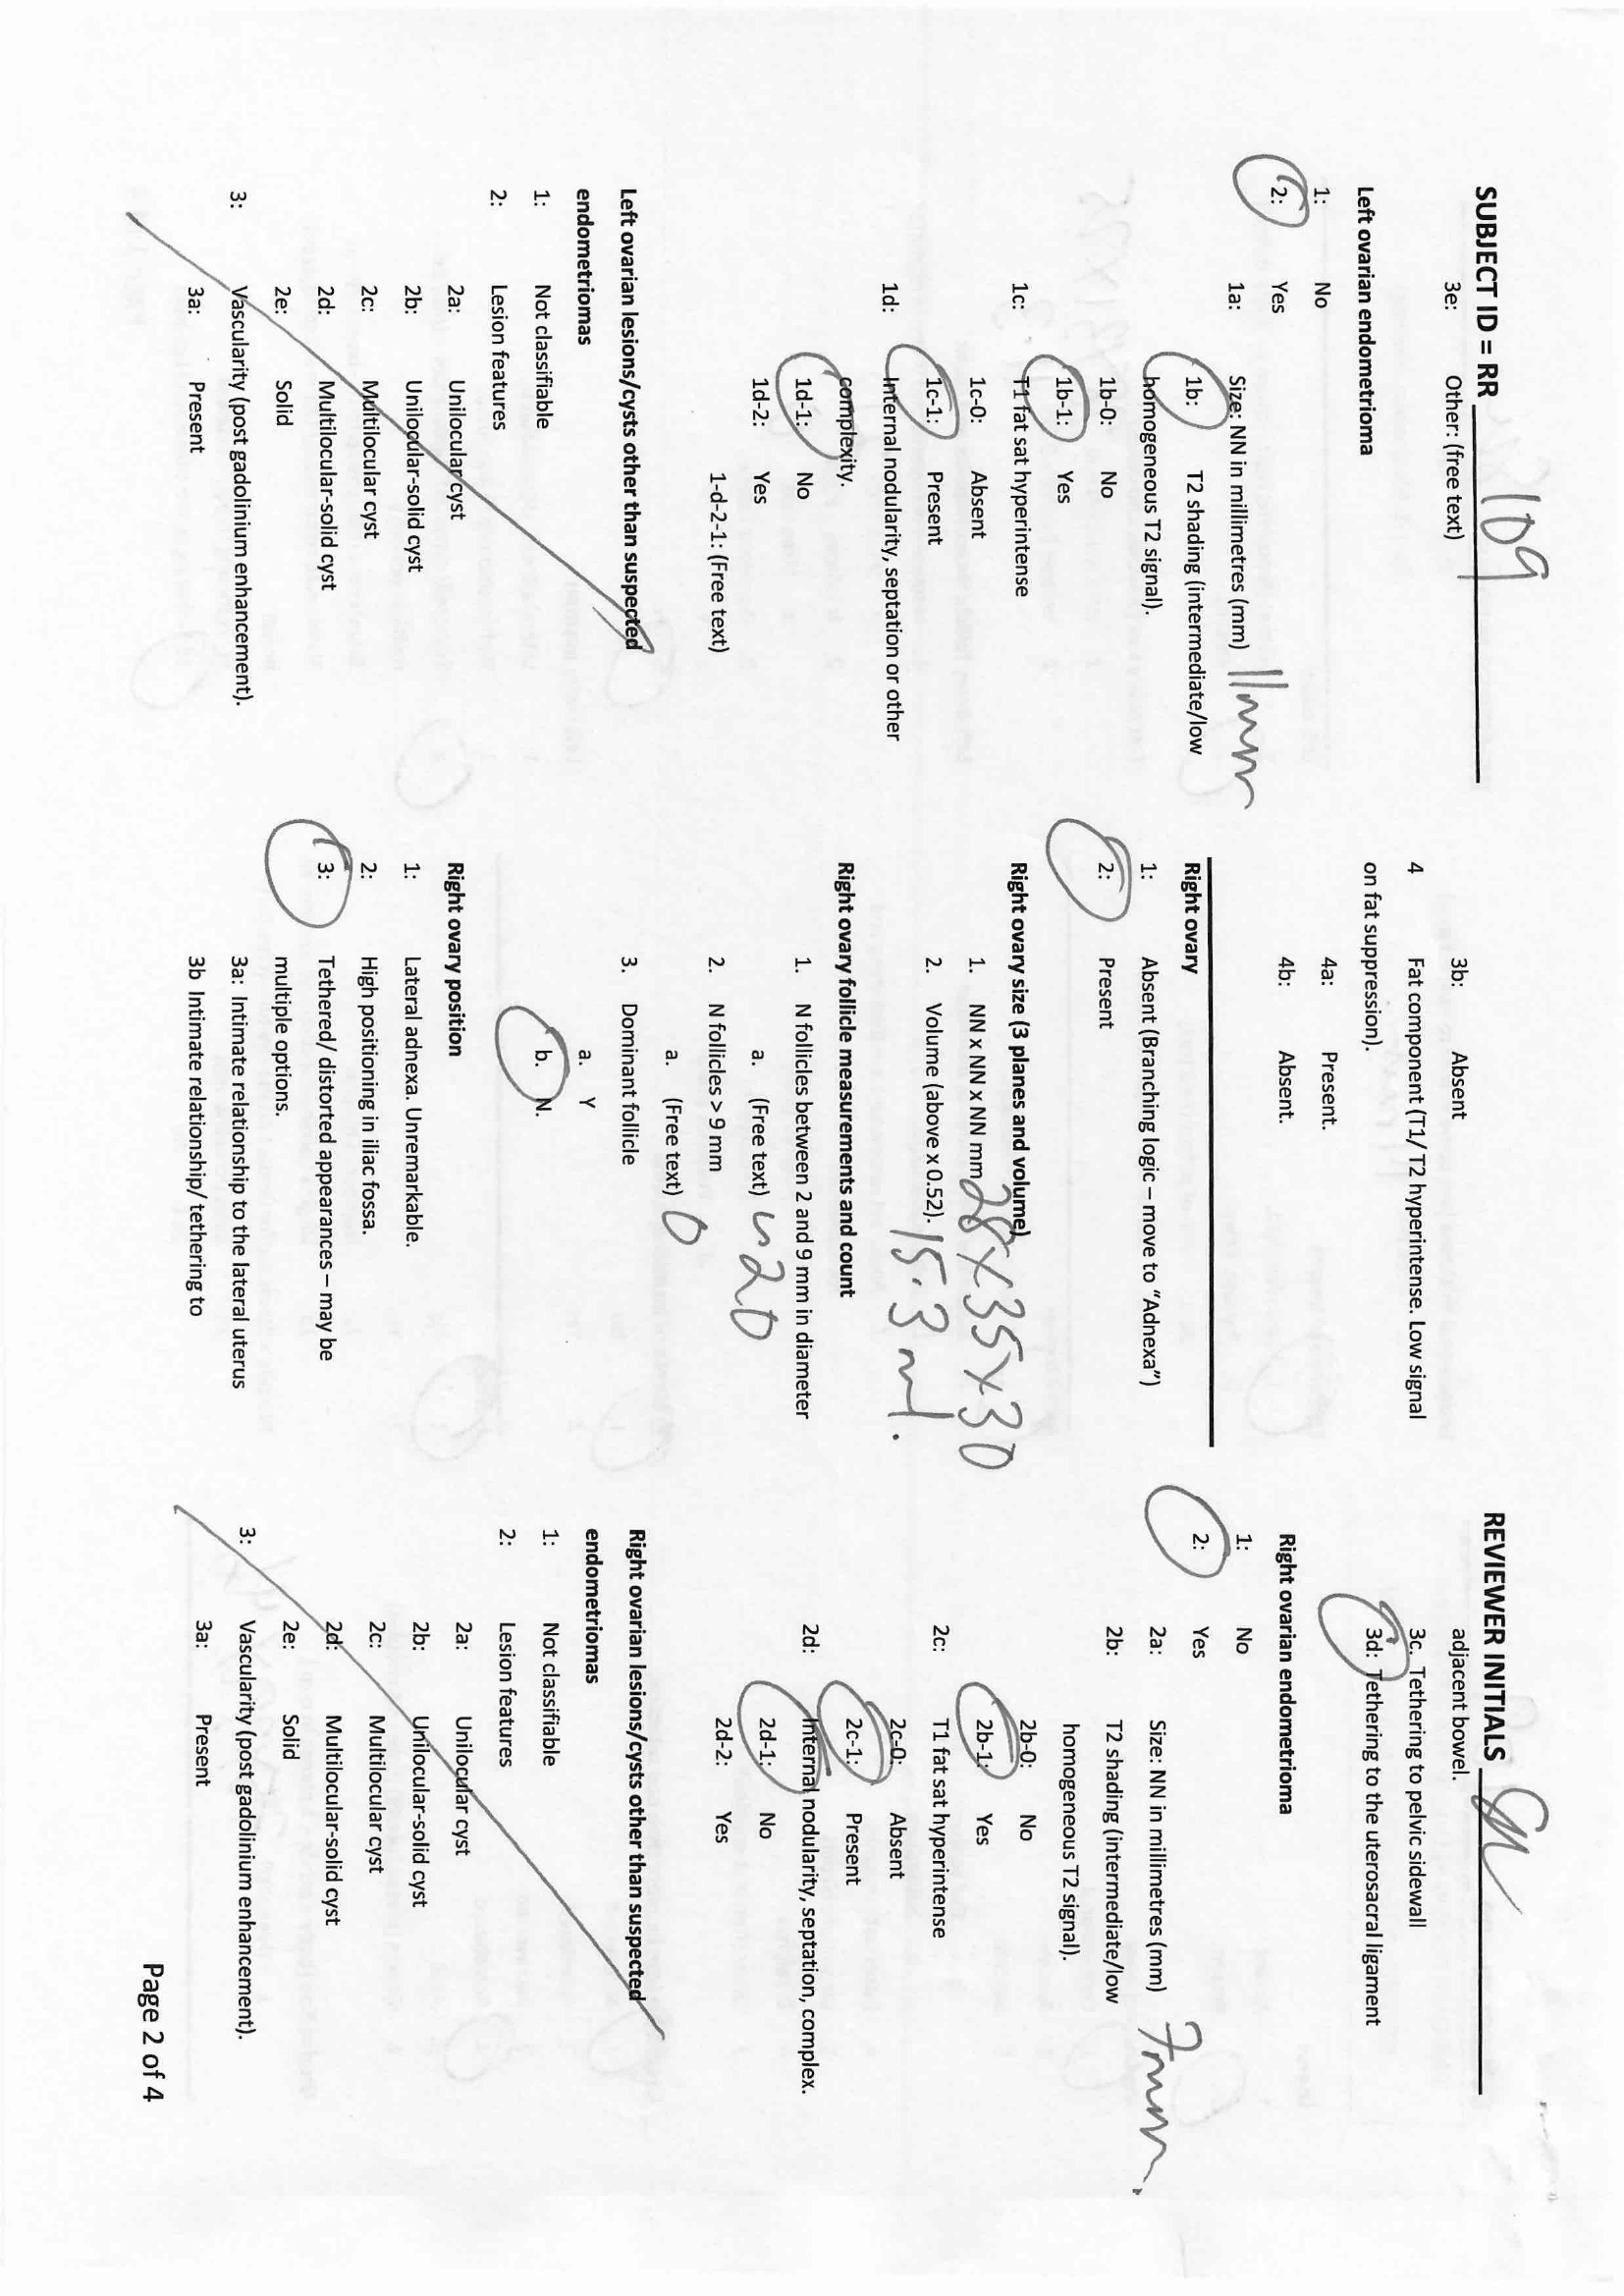 SUBJECT ID = RR 109
REVIEWER INITIALS
3e: Other: (free text)
Left ovarian endometrioma
1: No
2: Yes
1a: Size: NN in millimetres (mm) 11mm
1b: T2 shading (intermediate/low
homogeneous T2 signal).
1b-0: No
1b-1: Yes
1c: T1 fat sat hyperintense
1c-0: Absent
1c-1: Present
1d: Internal nodularity, septation or other
complexity.
1d-1: No
1d-2: Yes
1-d-2-1: (Free text)
Left ovarian lesions/cysts other than suspected
endometriomas
1: Not classifiable
2: Lesion features
2a: Unilocular cyst
2b: Unilocular-solid cyst
2c: Multilocular cyst
2d: Multilocular-solid cyst
2e: Solid
3: Vascularity (post gadolinium enhancement).
3a: Present
3b: Absent
4 Fat component (T1/ T2 hyperintense. Low signal
on fat suppression).
4a: Present.
4b: Absent.
Right ovary
1: Absent (Branching logic – move to “Adnexa”)
2: Present
Right ovary size (3 planes and volume)
1. NN x NN x NN mm 28x35x30
2. Volume (above x 0.52). 15.3 ml.
Right ovary follicle measurements and count
1. N follicles between 2 and 9 mm in diameter
a. (Free text) ~20
2. N follicles > 9 mm
a. (Free text) 0
3. Dominant follicle
a. Y
b. N.
Right ovary position
1: Lateral adnexa. Unremarkable.
2: High positioning in iliac fossa.
3: Tethered/ distorted appearances – may be
multiple options.
3a: Intimate relationship to the lateral uterus
3b Intimate relationship/ tethering to
adjacent bowel.
3c. Tethering to pelvic sidewall
3d: Tethering to the uterosacral ligament
Right ovarian endometrioma
1: No
2: Yes
2a: Size: NN in millimetres (mm) 7mm.
2b: T2 shading (intermediate/low
homogeneous T2 signal).
2b-0: No
2b-1: Yes
2c: T1 fat sat hyperintense
2c-0: Absent
2c-1: Present
2d: Internal nodularity, septation, complex.
2d-1: No
2d-2: Yes
Right ovarian lesions/cysts other than suspected
endometriomas
1: Not classifiable
2: Lesion features
2a: Unilocular cyst
2b: Unilocular-solid cyst
2c: Multilocular cyst
2d: Multilocular-solid cyst
2e: Solid
3: Vascularity (post gadolinium enhancement).
3a: Present
Page 2 of 4